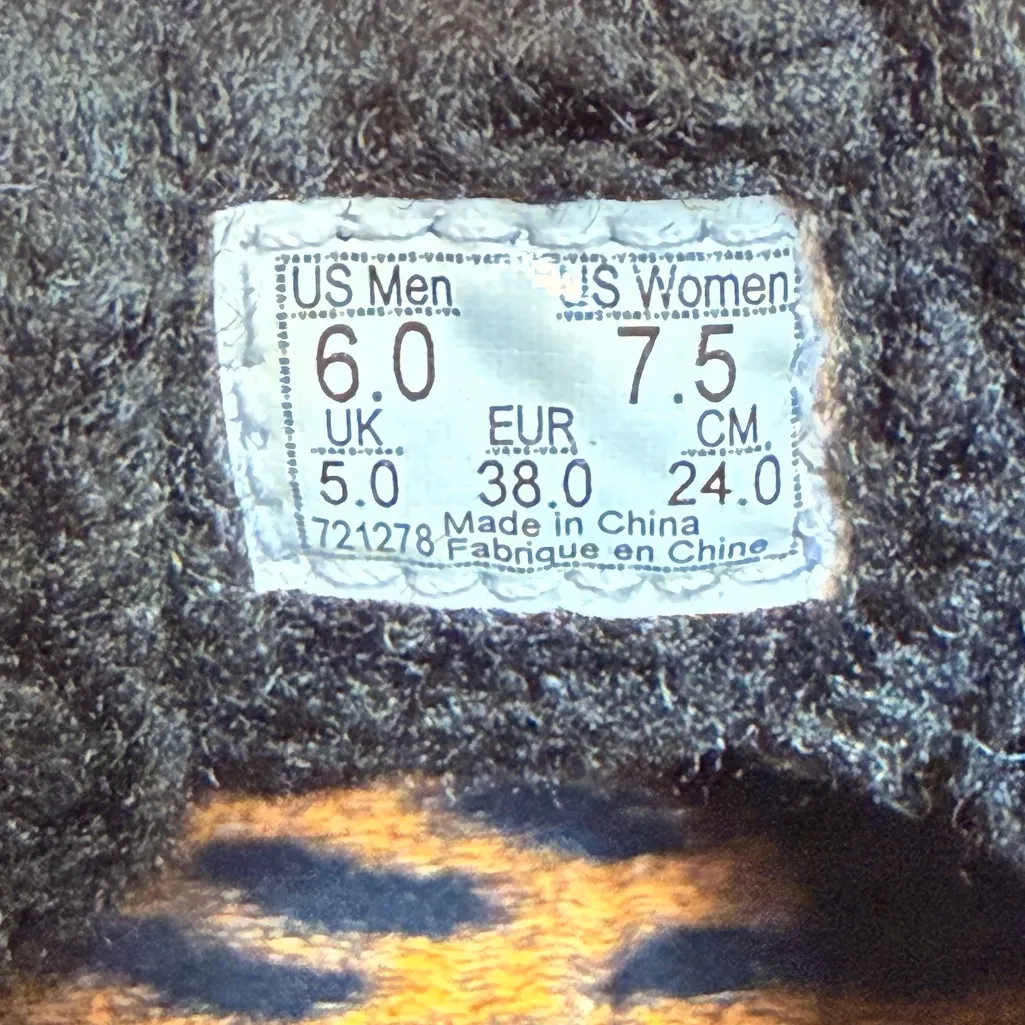 US Men US Women
6.0 7.5
UK EUR CM
5.0 38.0 24.0
721278 Made in China
Fabrique en Chine